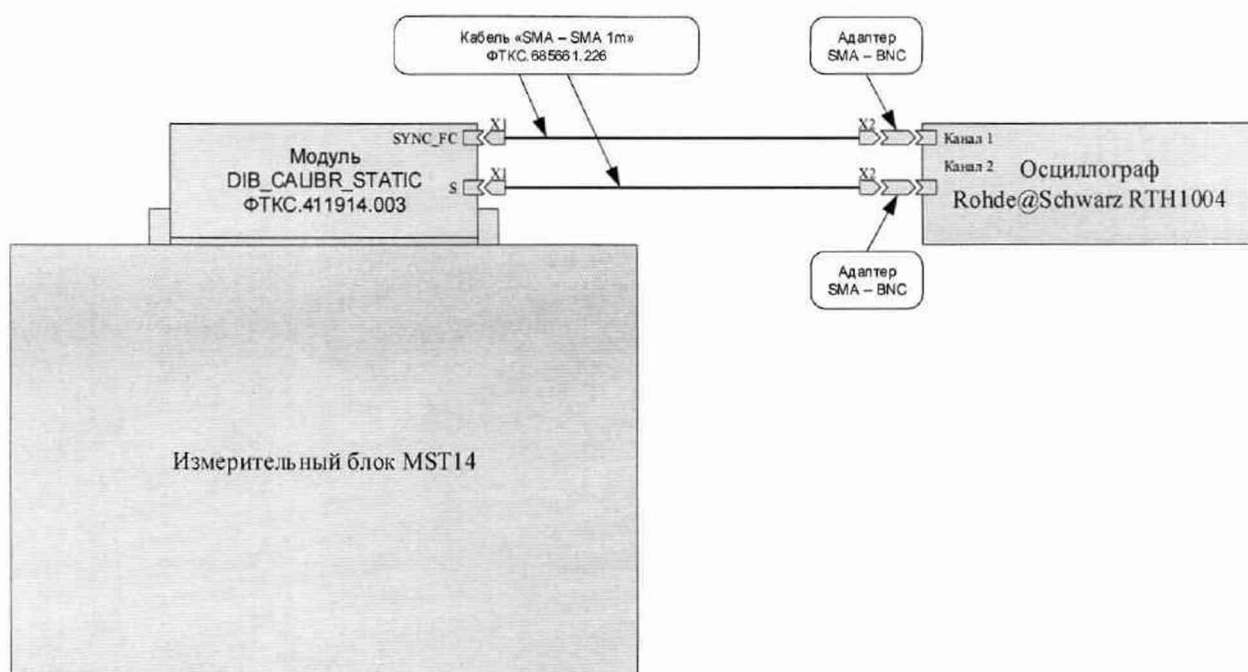 Кабель «SMA – SMA 1m»
ФТКС.685661.226
Адаптер
SMA – BNC
SYNC_FC
X1
X2
Канал 1
Модуль
DIB_CALIBR_STATIC
ФТКС.411914.003
S
X1
X2
Канал 2
Осциллограф
Rohde@Schwarz RTH1004
Адаптер
SMA – BNC
Измерительный блок MST14